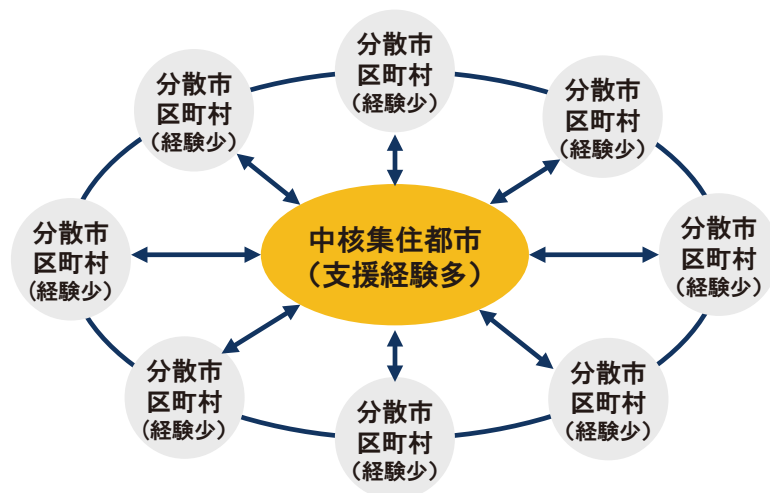 分散市
区町村
（経験少）
分散市
区町村
（経験少）
分散市
区町村
（経験少）
分散市
区町村
（経験少）
中核集住都市
（支援経験多）
分散市
区町村
（経験少）
分散市
区町村
（経験少）
分散市
区町村
（経験少）
分散市
区町村
（経験少）